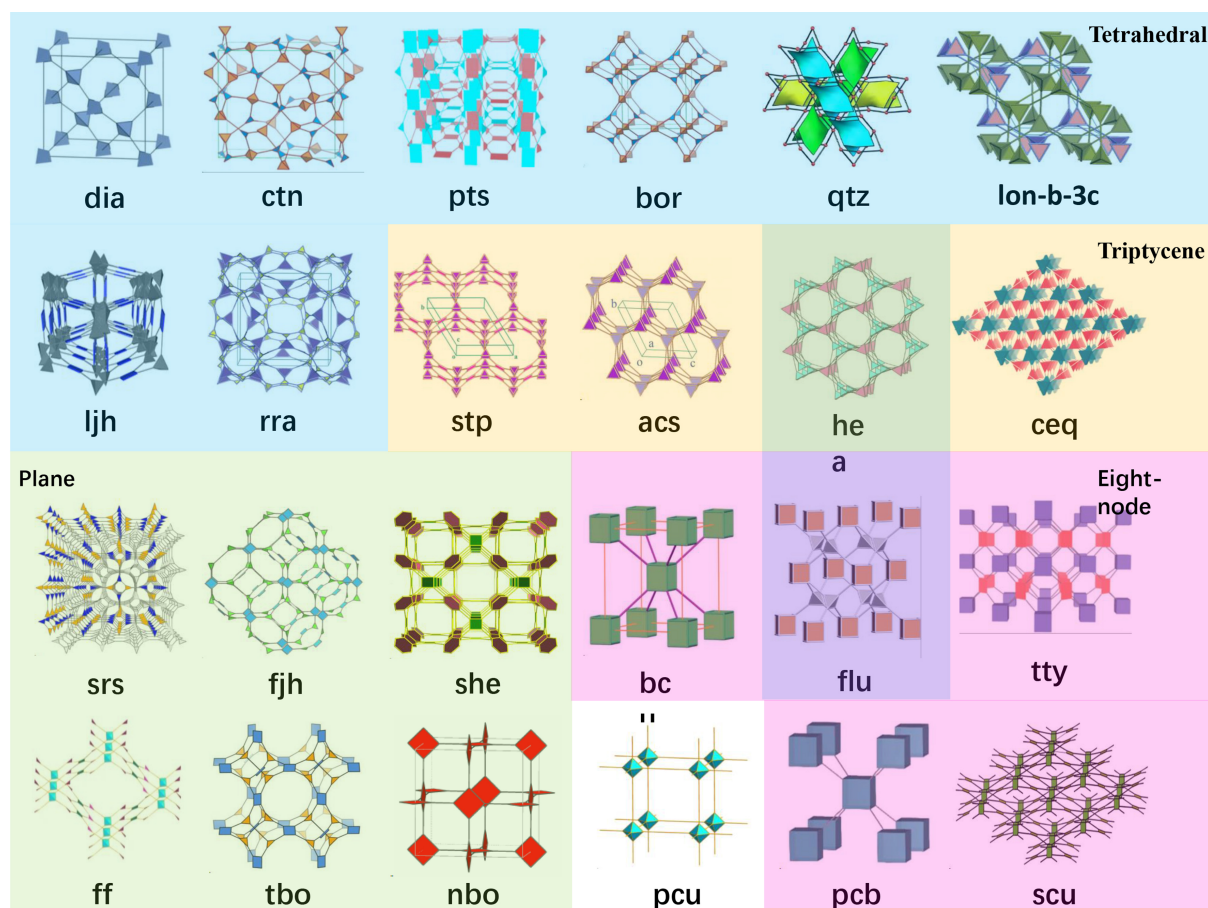 Tetrahedral
dia ctn pts bor qtz lon-b-3c
Triptycene
ljh rra stp acs he ceq
a
Plane
Eight-
node
srs fjh she bc flu tty
ff tbo nbo pcu pcb scu